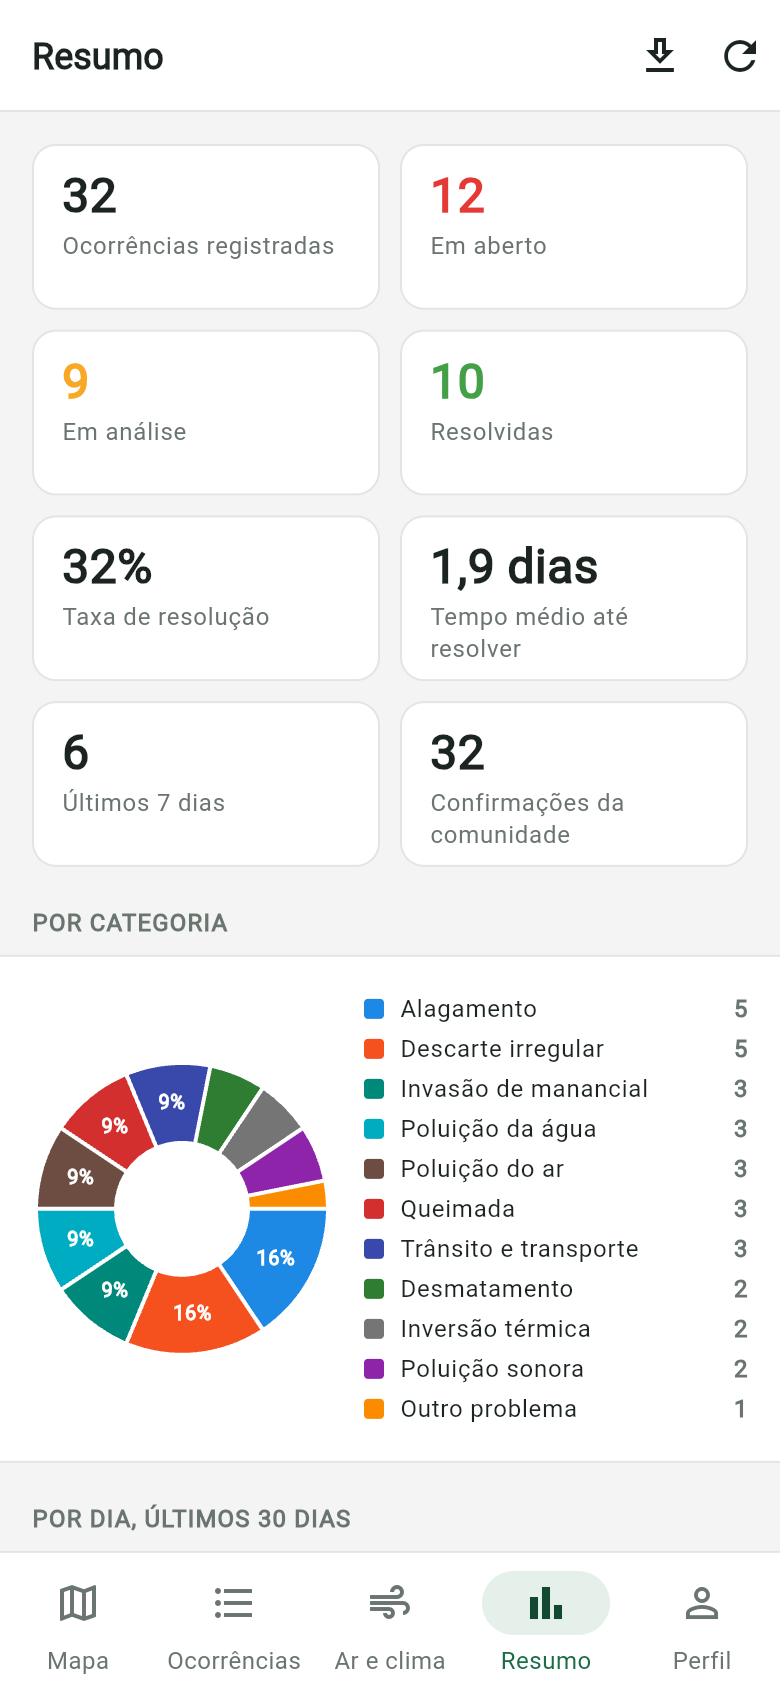 Resumo
32
Ocorrências registradas
12
Em aberto
9
Em análise
10
Resolvidas
32%
Taxa de resolução
1,9 dias
Tempo médio até
resolver
6
Últimos 7 dias
32
Confirmações da
comunidade
POR CATEGORIA
9%
9%
9%
9%
9%
16%
16%
Alagamento 5
Descarte irregular 5
Invasão de manancial 3
Poluição da água 3
Poluição do ar 3
Queimada 3
Trânsito e transporte 3
Desmatamento 2
Inversão térmica 2
Poluição sonora 2
Outro problema 1
POR DIA, ÚLTIMOS 30 DIAS
Mapa
Ocorrências
Ar e clima
Resumo
Perfil